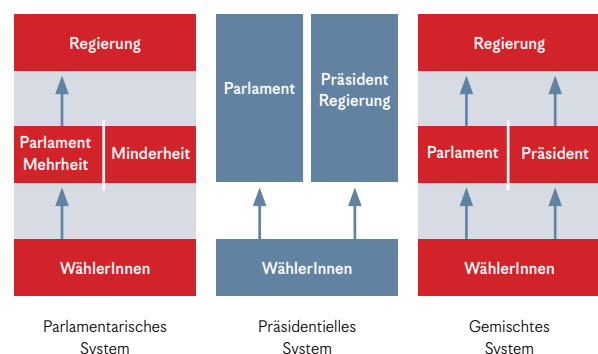 Regierung
Parlament
Mehrheit
Minderheit
WählerInnen
Parlamentarisches
System
Parlament
Präsident
Regierung
WählerInnen
Präsidentielles
System
Regierung
Parlament
Präsident
WählerInnen
Gemischtes
System